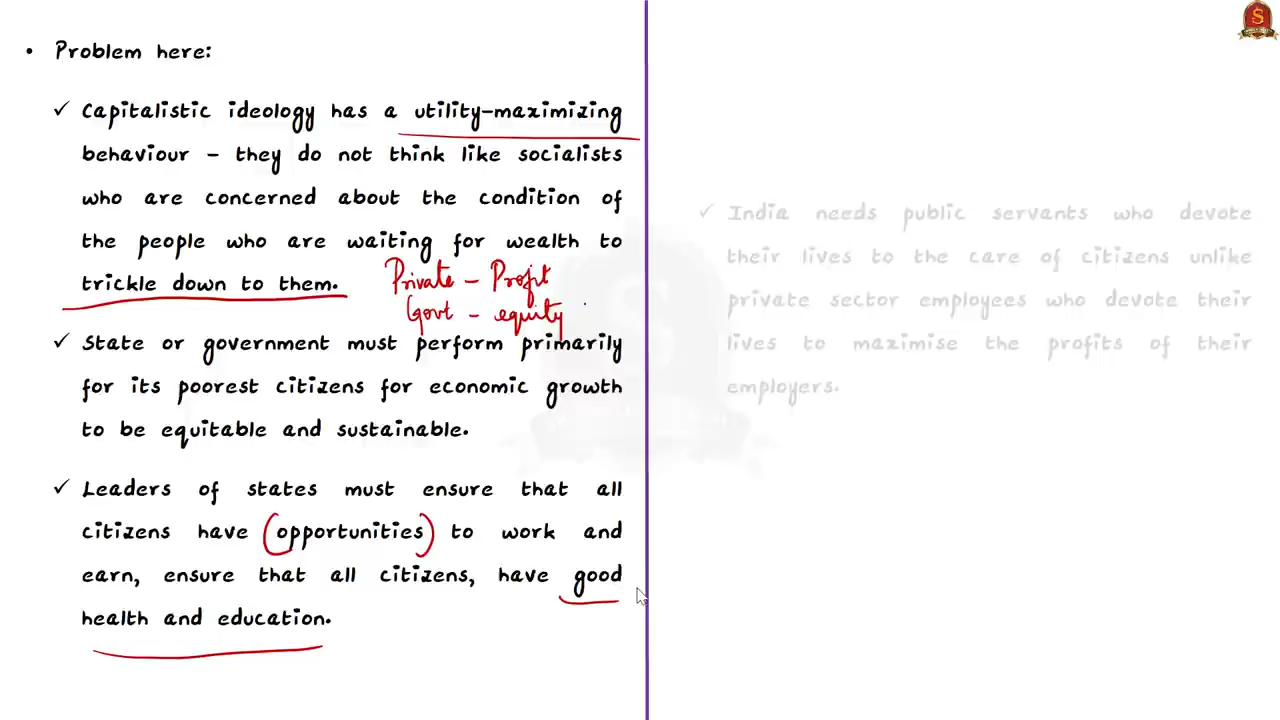 • Problem here:
✓ Capitalistic ideology has a utility-maximizing
behaviour - they do not think like socialists
who are concerned about the condition of
the people who are waiting for wealth to
trickle down to them.
Private - Profit
Govt - equity
✓ State or government must perform primarily
for its poorest citizens for economic growth
to be equitable and sustainable.
✓ Leaders of states must ensure that all
citizens have (opportunities) to work and
earn, ensure that all citizens, have good
health and education.
✓ India needs public servants who devote
their lives to the care of citizens unlike
private sector employees who devote their
lives to maximise the profits of their
employers.